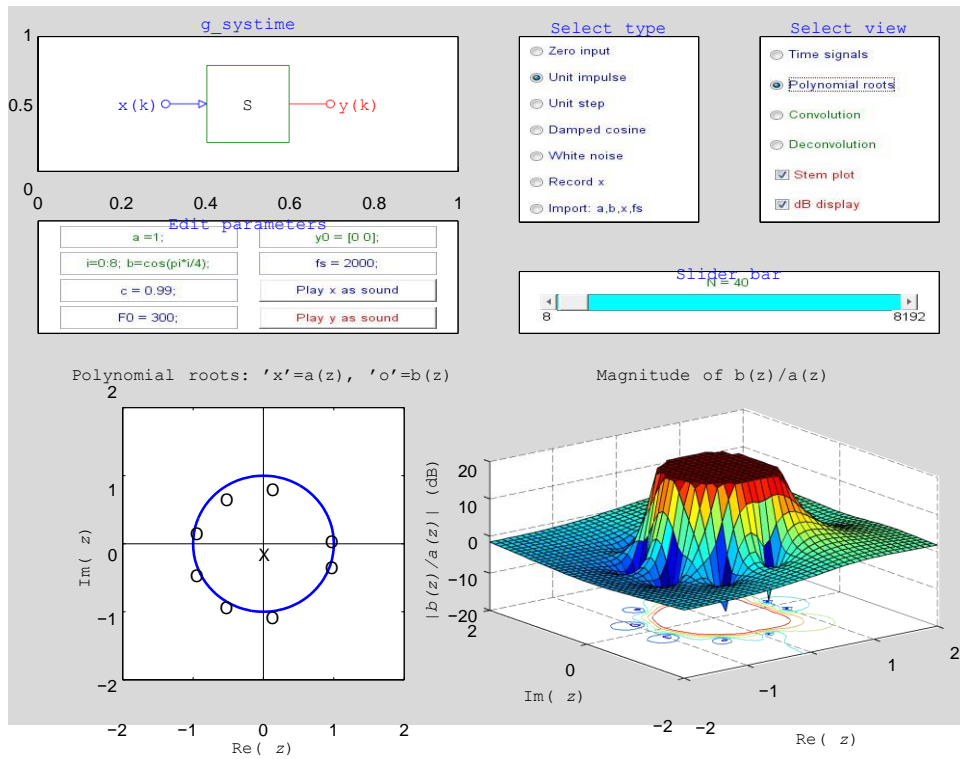 g_systime
1
0.5
0
x(k)
S
y(k)
0
0.2
0.4
0.6
0.8
1
Select type
Zero input
Unit impulse
Unit step
Damped cosine
White noise
Record x
Import: a,b,x,fs
Select view
Time signals
Polynomial roots
Convolution
Deconvolution
Stem plot
dB display
Edit parameters
a =1;
y0 = [0 0];
i=0:8; b=cos(pi*i/4);
fs = 2000;
c = 0.99;
Play x as sound
F0 = 300;
Play y as sound
Slider bar
N = 40
8
8192
Polynomial roots: ’x’=a(z), ’o’=b(z)
2
1
0
−1
−2
Im( z)
O
O
O
O
O
O
O
O
X
−2
−1
0
1
2
Re( z)
Magnitude of b(z)/a(z)
20
10
0
−10
−20
|b(z)/a(z)| (dB)
2
0
−2
Im( z)
−2
−1
0
1
2
Re( z)